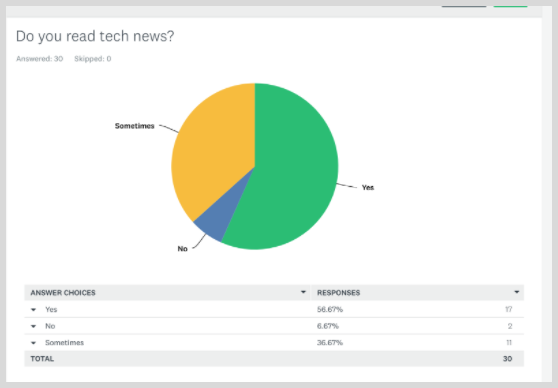 Do you read tech news?
Answered: 30 Skipped: 0
Sometimes
Yes
No
ANSWER CHOICES RESPONSES
Yes 56.67% 17
No 6.67% 2
Sometimes 36.67% 11
TOTAL 30